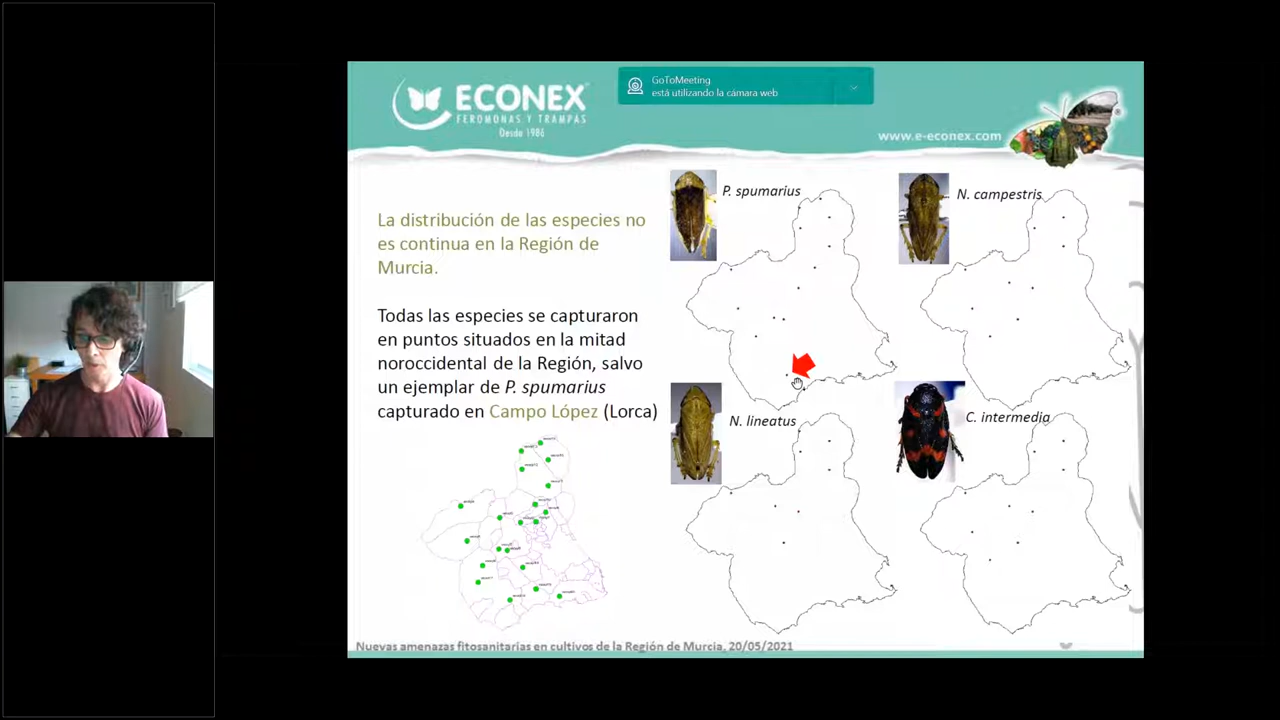 GoToMeeting
está utilizando la cámara web
ECONEX
FEROMONAS Y TRAMPAS
Desde 1986
www.e-econex.com
La distribución de las especies no
es continua en la Región de
Murcia.
Todas las especies se capturaron
en puntos situados en la mitad
noroccidental de la Región, salvo
un ejemplar de P. spumarius
capturado en Campo López (Lorca)
P. spumarius
N. campestris
N. lineatus
C. intermedia
Nuevas amenazas fitosanitarias en cultivos de la Región de Murcia, 20/05/2021